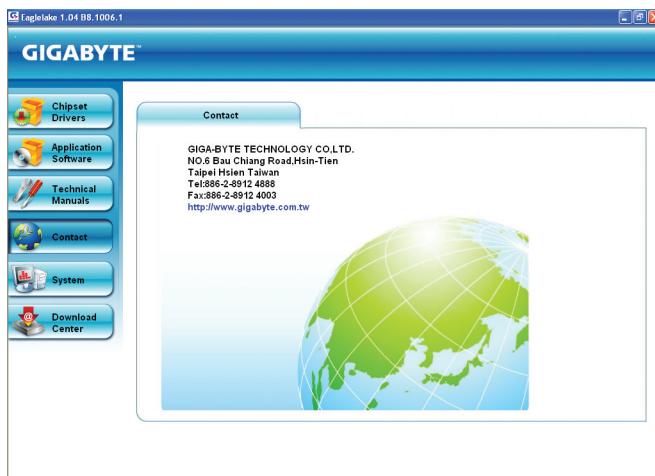 Eaglelake 1.04 B8.1006.1
GIGABYTE™
Chipset
Drivers
Application
Software
Technical
Manuals
Contact
System
Download
Center
Contact
GIGA-BYTE TECHNOLOGY CO,LTD.
NO.6 Bau Chiang Road,Hsin-Tien
Taipei Hsien Taiwan
Tel:886-2-8912 4888
Fax:886-2-8912 4003
http://www.gigabyte.com.tw